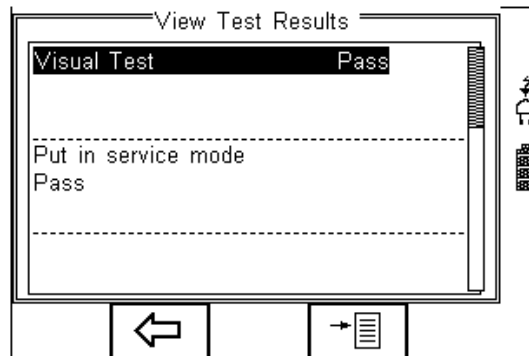 View Test Results
Visual Test Pass
Put in service mode
Pass